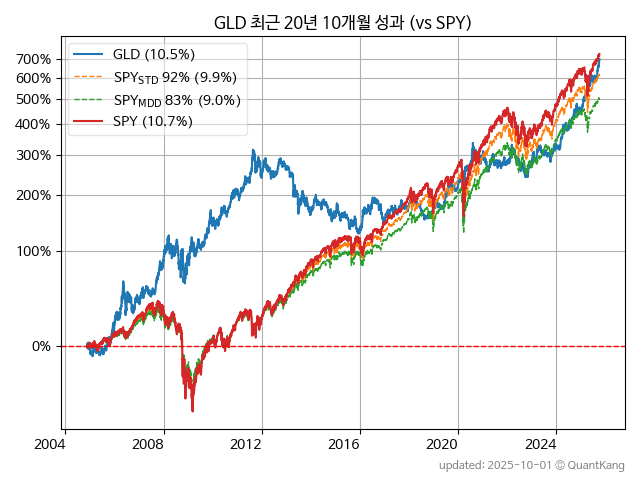 GLD 최근 20년 10개월 성과 (vs SPY)
GLD (10.5%)
SPY_STD 92% (9.9%)
SPY_MDD 83% (9.0%)
SPY (10.7%)
700%
600%
500%
400%
300%
200%
100%
0%
2004 2008 2012 2016 2020 2024
updated: 2025-10-01 © QuantKang